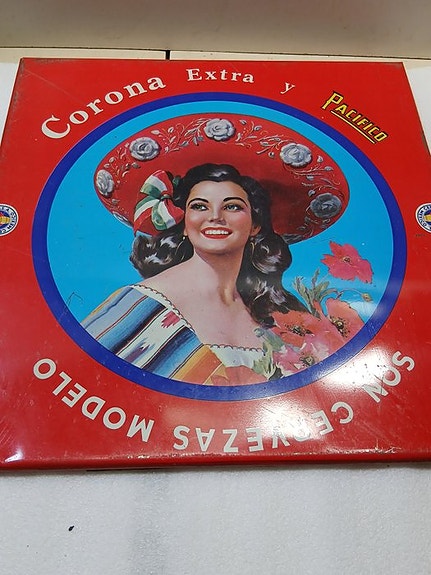 Corona Extra y
PACIFICO
SON CERVEZAS MODELO